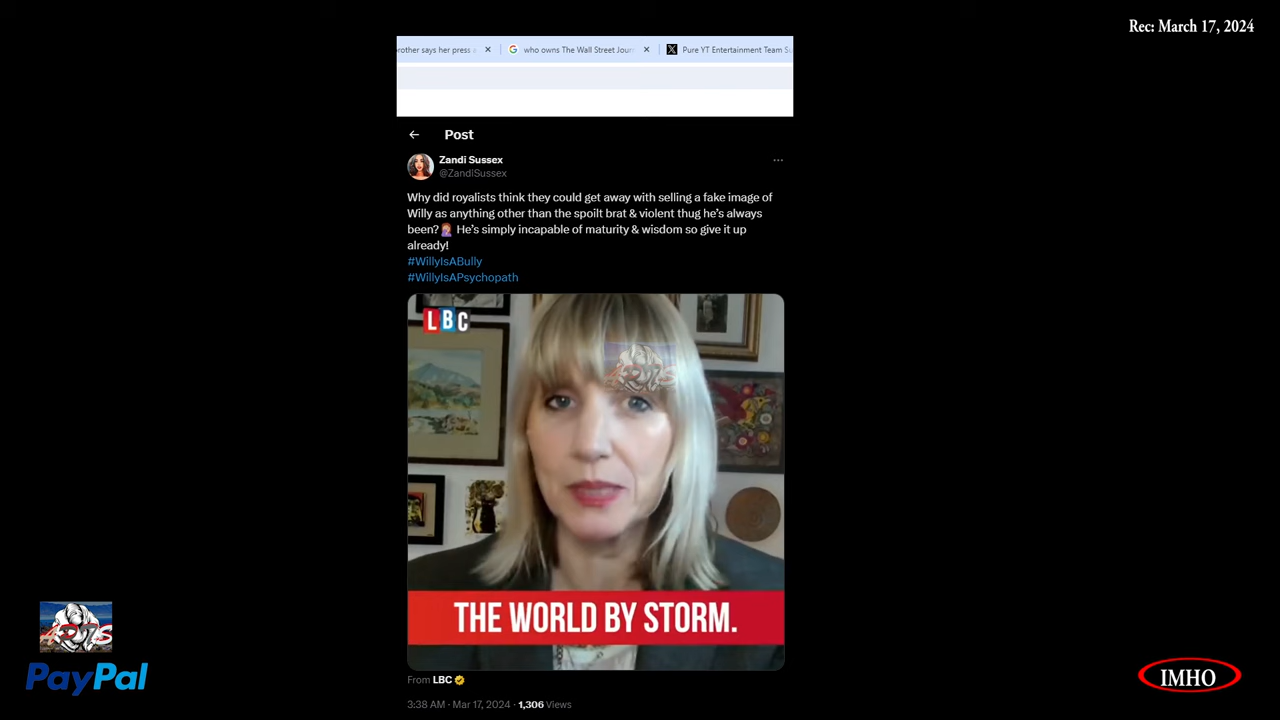 Rec: March 17, 2024
rother says her press
who owns The Wall Street Jour
Pure YT Entertainment Team S
Post
Zandi Sussex
@ZandiSussex
Why did royalists think they could get away with selling a fake image of
Willy as anything other than the spoilt brat & violent thug he's always
been? He's simply incapable of maturity & wisdom so give it up
already!
#WillyIsABully
#WillyIsAPsychopath
LBC
THE WORLD BY STORM.
From LBC
3:38 AM · Mar 17, 2024 · 1,306 Views
PayPal
IMHO